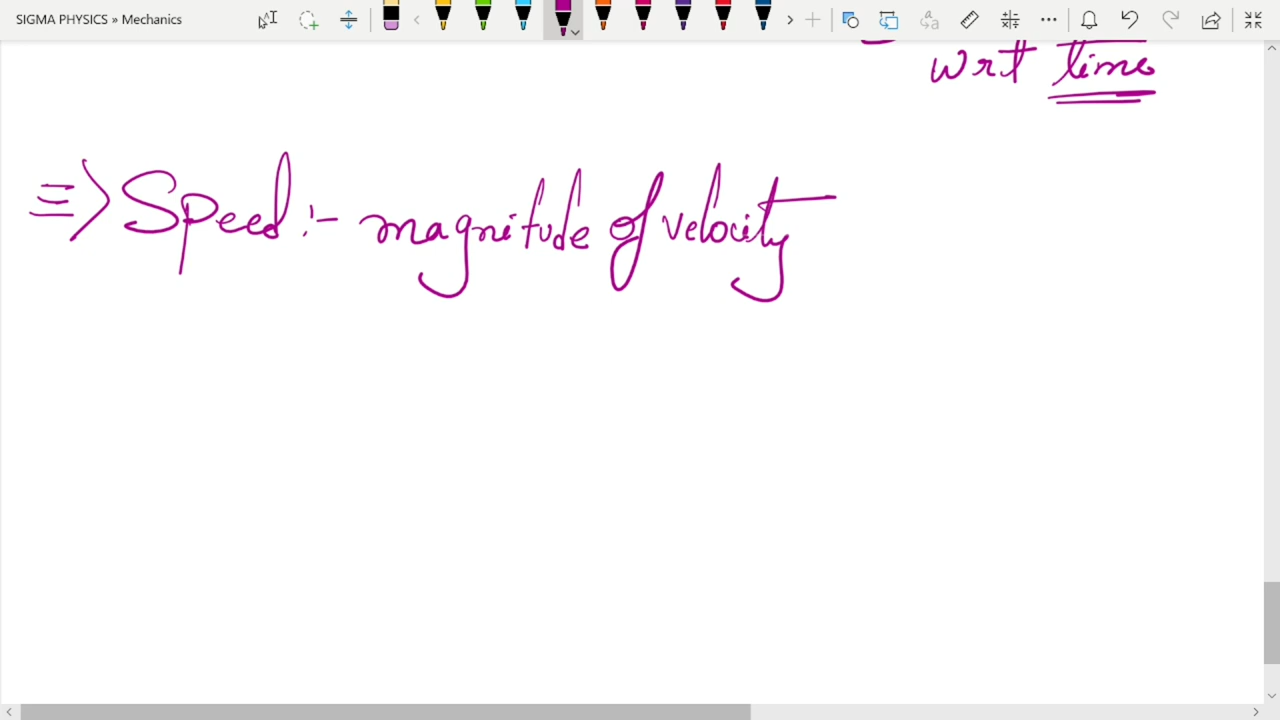 SIGMA PHYSICS » Mechanics
wrt time
⇒ Speed :- magnitude of velocity